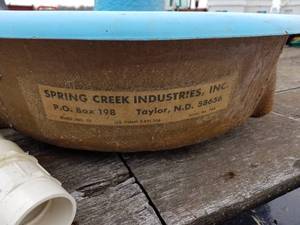 SPRING CREEK INDUSTRIES, INC.
P.O. Box 198 Taylor, N.D. 58656